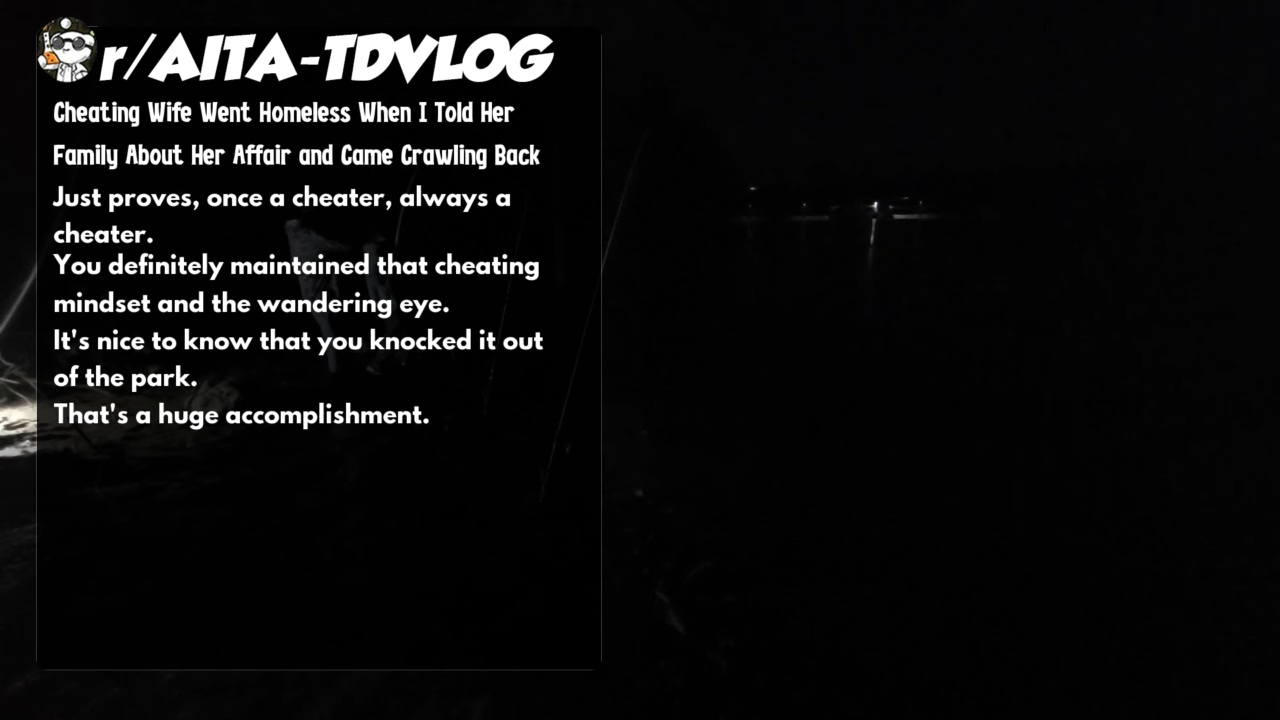 r/AITA-TDVLOG
Cheating Wife Went Homeless When I Told Her
Family About Her Affair and Came Crawling Back
Just proves, once a cheater, always a
cheater.
You definitely maintained that cheating
mindset and the wandering eye.
It's nice to know that you knocked it out
of the park.
That's a huge accomplishment.